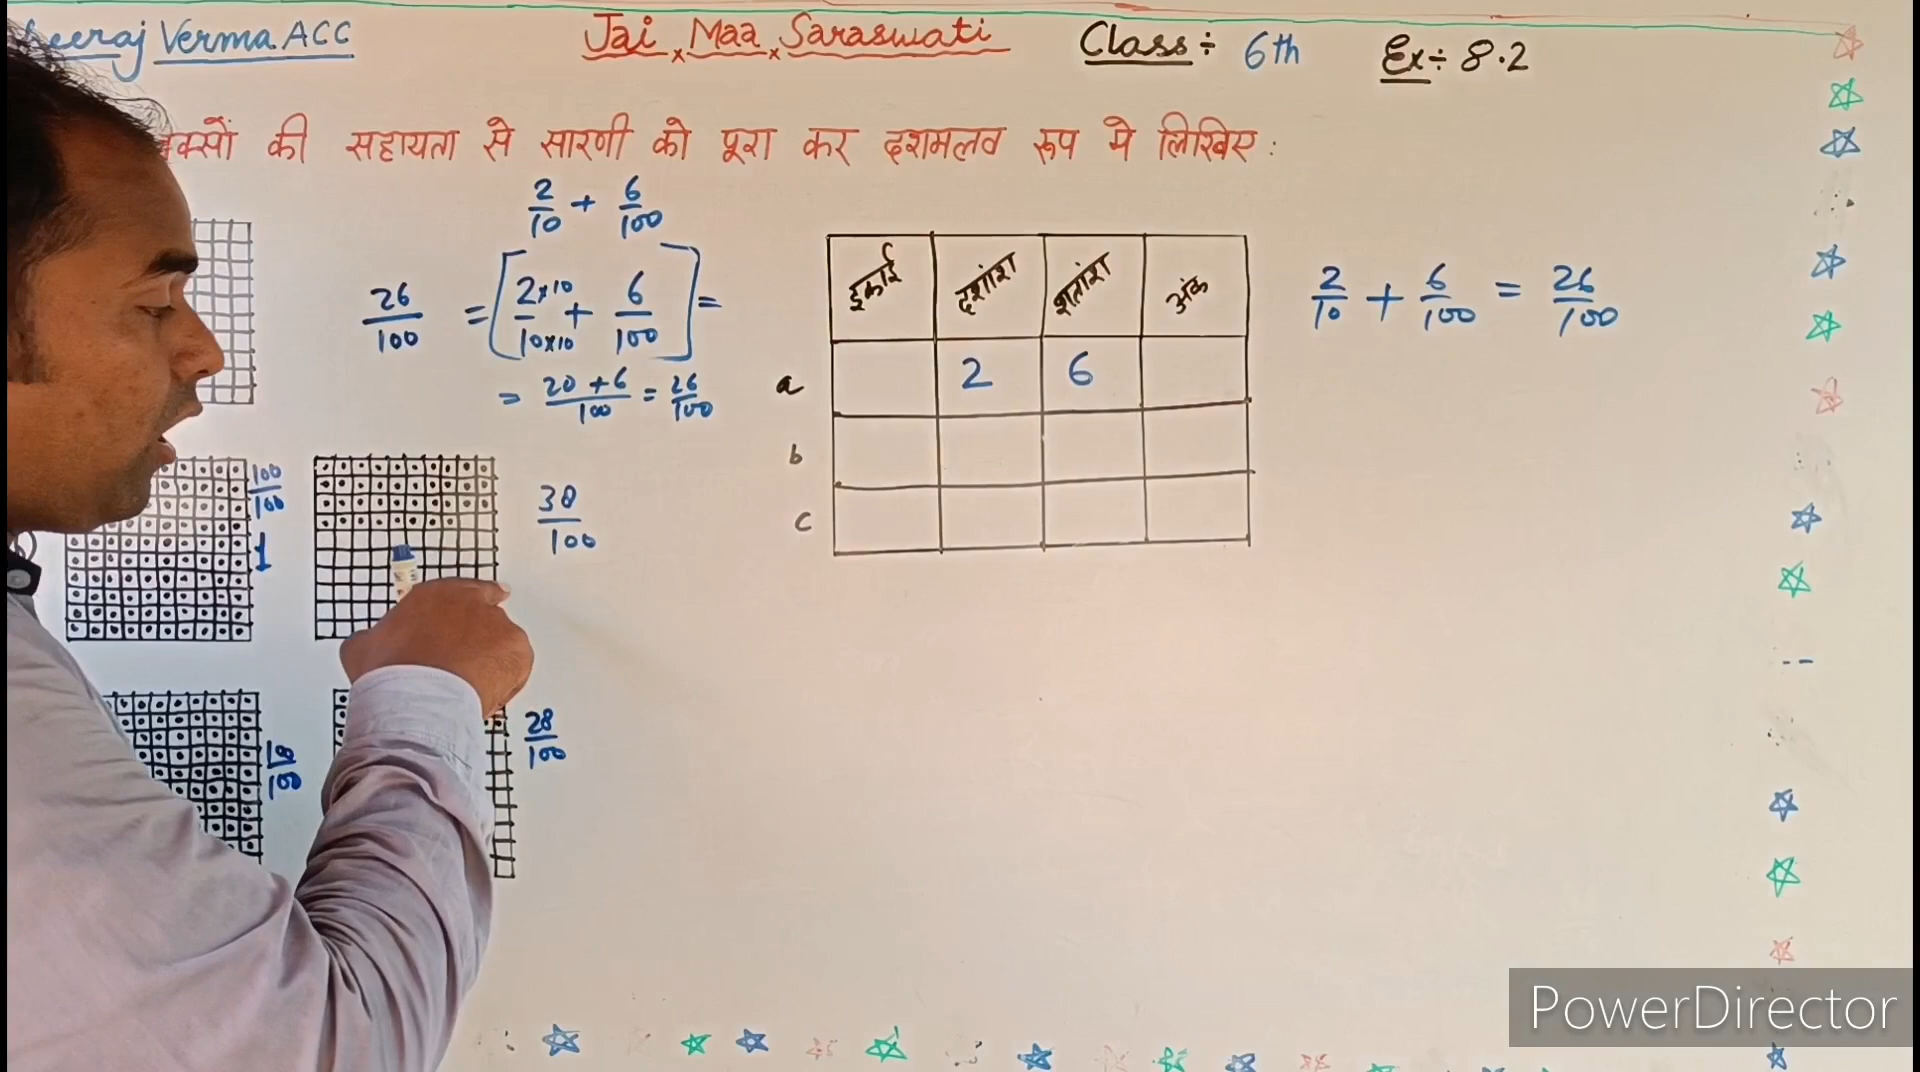 Verma ACC Jai Maa Saraswati Class ÷ 6th Ex ÷ 8.2
की सहायता से सारणी को पूरा कर दशमलव रूप मे लिखिए :
2/10 + 6/100
26/100 = [2×10/10×10 + 6/100] =
= 20+6/100 = 26/100
इकाई दशांश शतांश अंक
a 2 6
b
c
2/10 + 6/100 = 26/100
100/100
1
38/100
28/100
PowerDirector